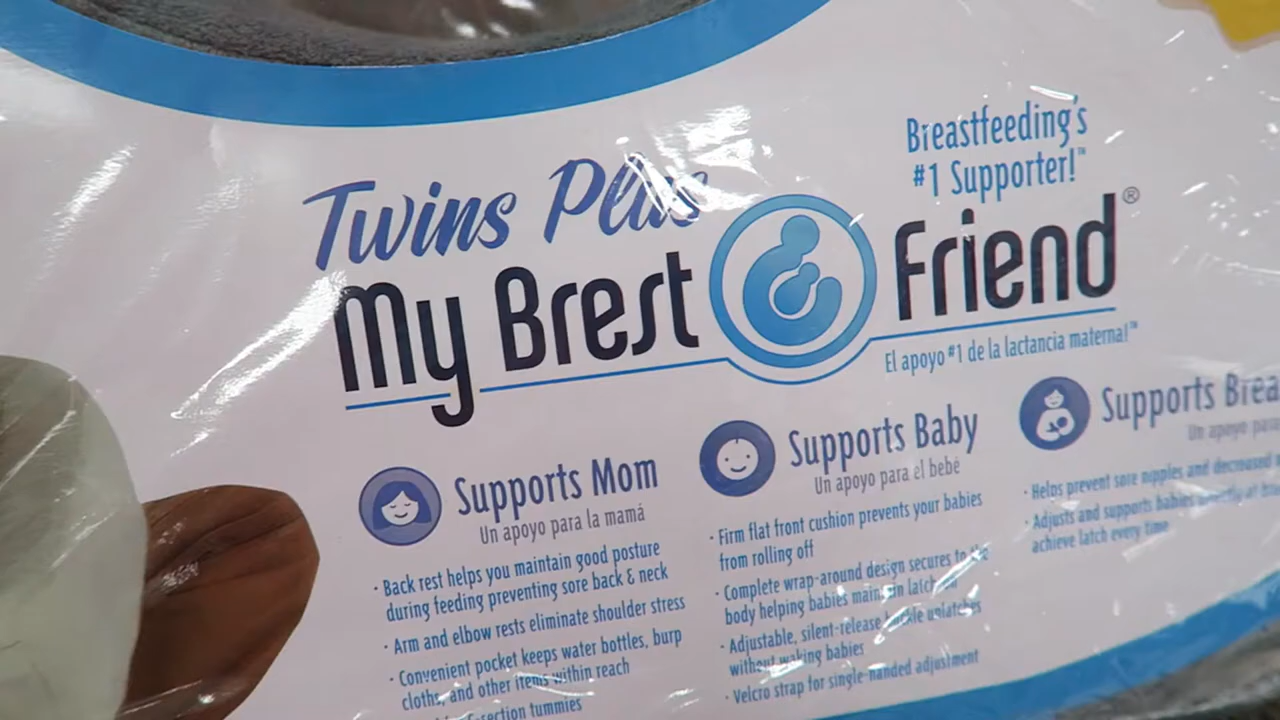 Breastfeeding's
#1 Supporter!™
Twins Plus
My Brest Friend®
El apoyo #1 de la lactancia materna!™
Supports Mom
Un apoyo para la mamá
· Back rest helps you maintain good posture
during feeding preventing sore back & neck
· Arm and elbow rests eliminate shoulder stress
· Convenient pocket keeps water bottles, burp
cloths, and other items within reach
tummies
Supports Baby
Un apoyo para el bebé
· Firm flat front cushion prevents your babies
from rolling off
· Complete wrap-around design secures to the
body helping babies maintain latch
· Adjustable, silent-release buckle unlatches
without waking babies
· Velcro strap for single-handed adjustment
Supports
Un apoyo para
· Helps prevent sore nipples and decreased
· Adjusts and supports babies
achieve latch every time